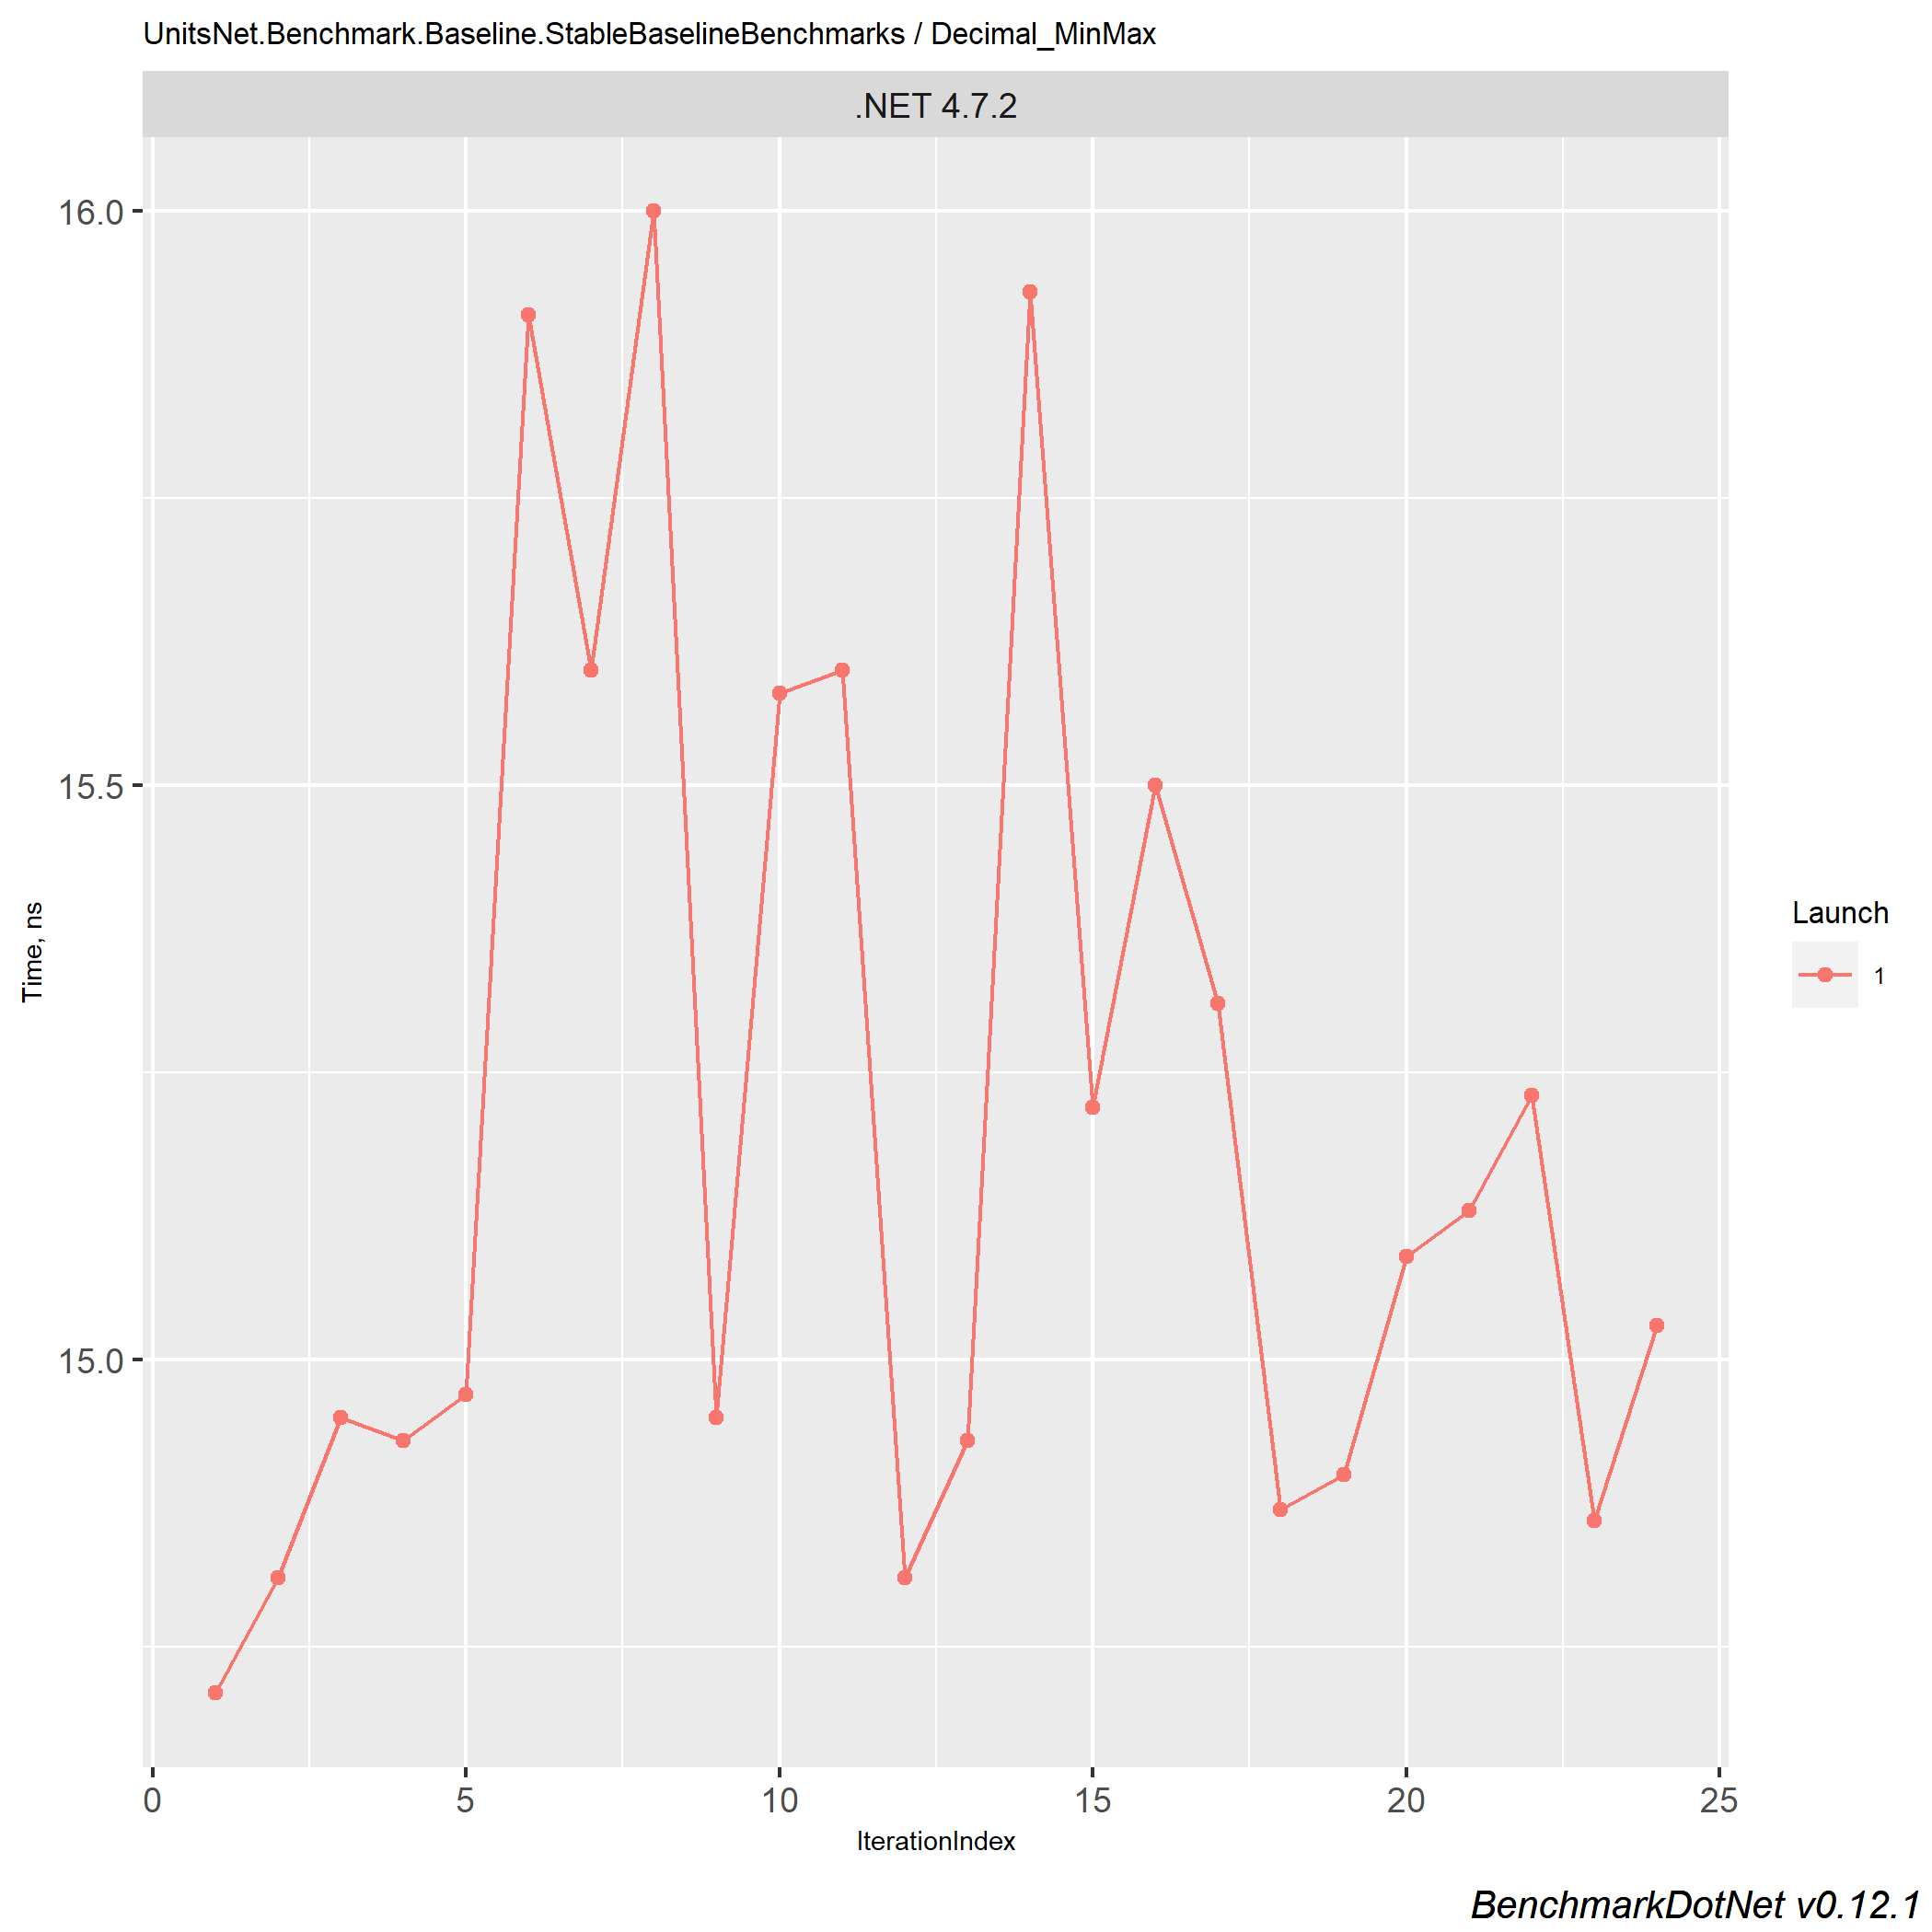 UnitsNet.Benchmark.Baseline.StableBaselineBenchmarks / Decimal_MinMax
.NET 4.7.2
16.0
15.5
15.0
Time, ns
0 5 10 15 20 25
IterationIndex
Launch
1
BenchmarkDotNet v0.12.1